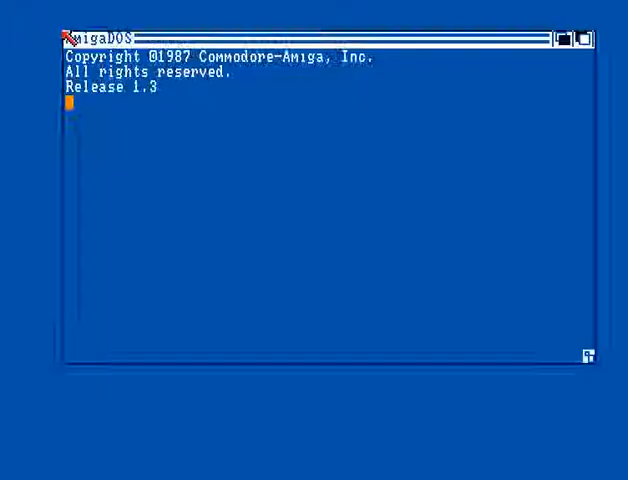 AmigaDOS
Copyright ©1987 Commodore-Amiga, Inc.
All rights reserved.
Release 1.3